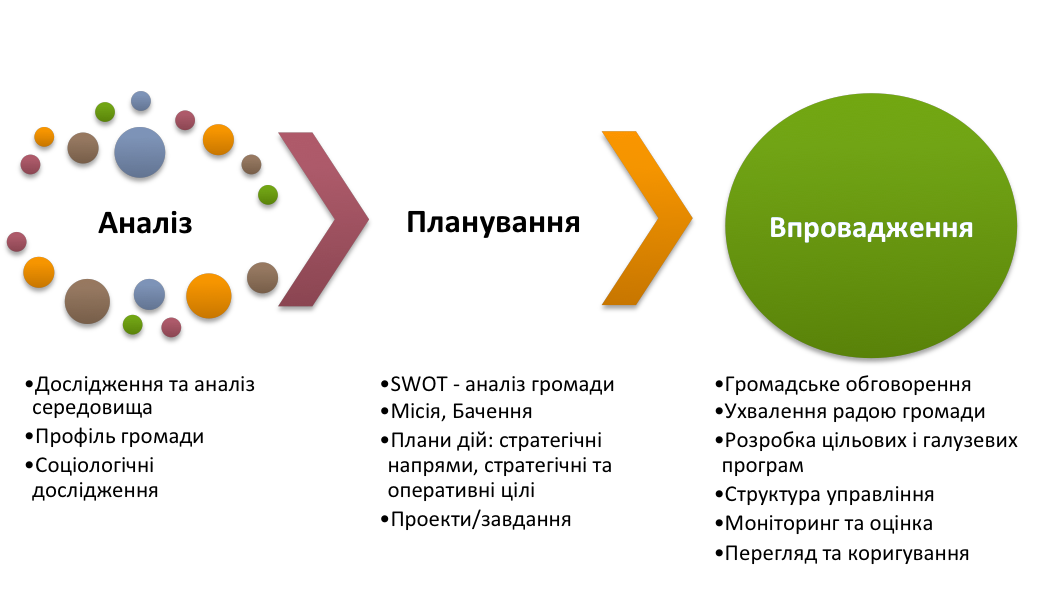 Аналіз
Планування
Впровадження
•Дослідження та аналіз
середовища
•Профіль громади
•Соціологічні
дослідження
•SWOT - аналіз громади
•Місія, Бачення
•Плани дій: стратегічні
напрями, стратегічні та
оперативні цілі
•Проекти/завдання
•Громадське обговорення
•Ухвалення радою громади
•Розробка цільових і галузевих
програм
•Структура управління
•Моніторинг та оцінка
•Перегляд та коригування